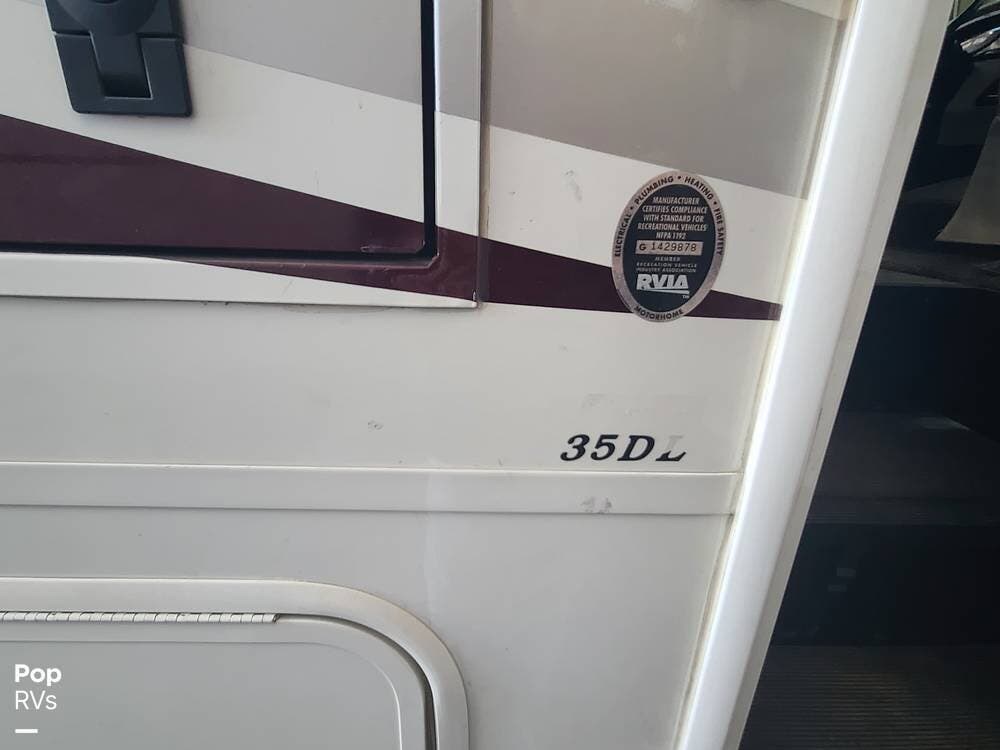 ELECTRICAL • PLUMBING • HEATING • FIRE SAFETY
MANUFACTURER
CERTIFIES COMPLIANCE
WITH STANDARD FOR
RECREATIONAL VEHICLES
NFPA 1192
G 1429878
MEMBER
RECREATION VEHICLE
INDUSTRY ASSOCIATION
RVIA
TM
MOTORHOME
35DL
Pop
RVs